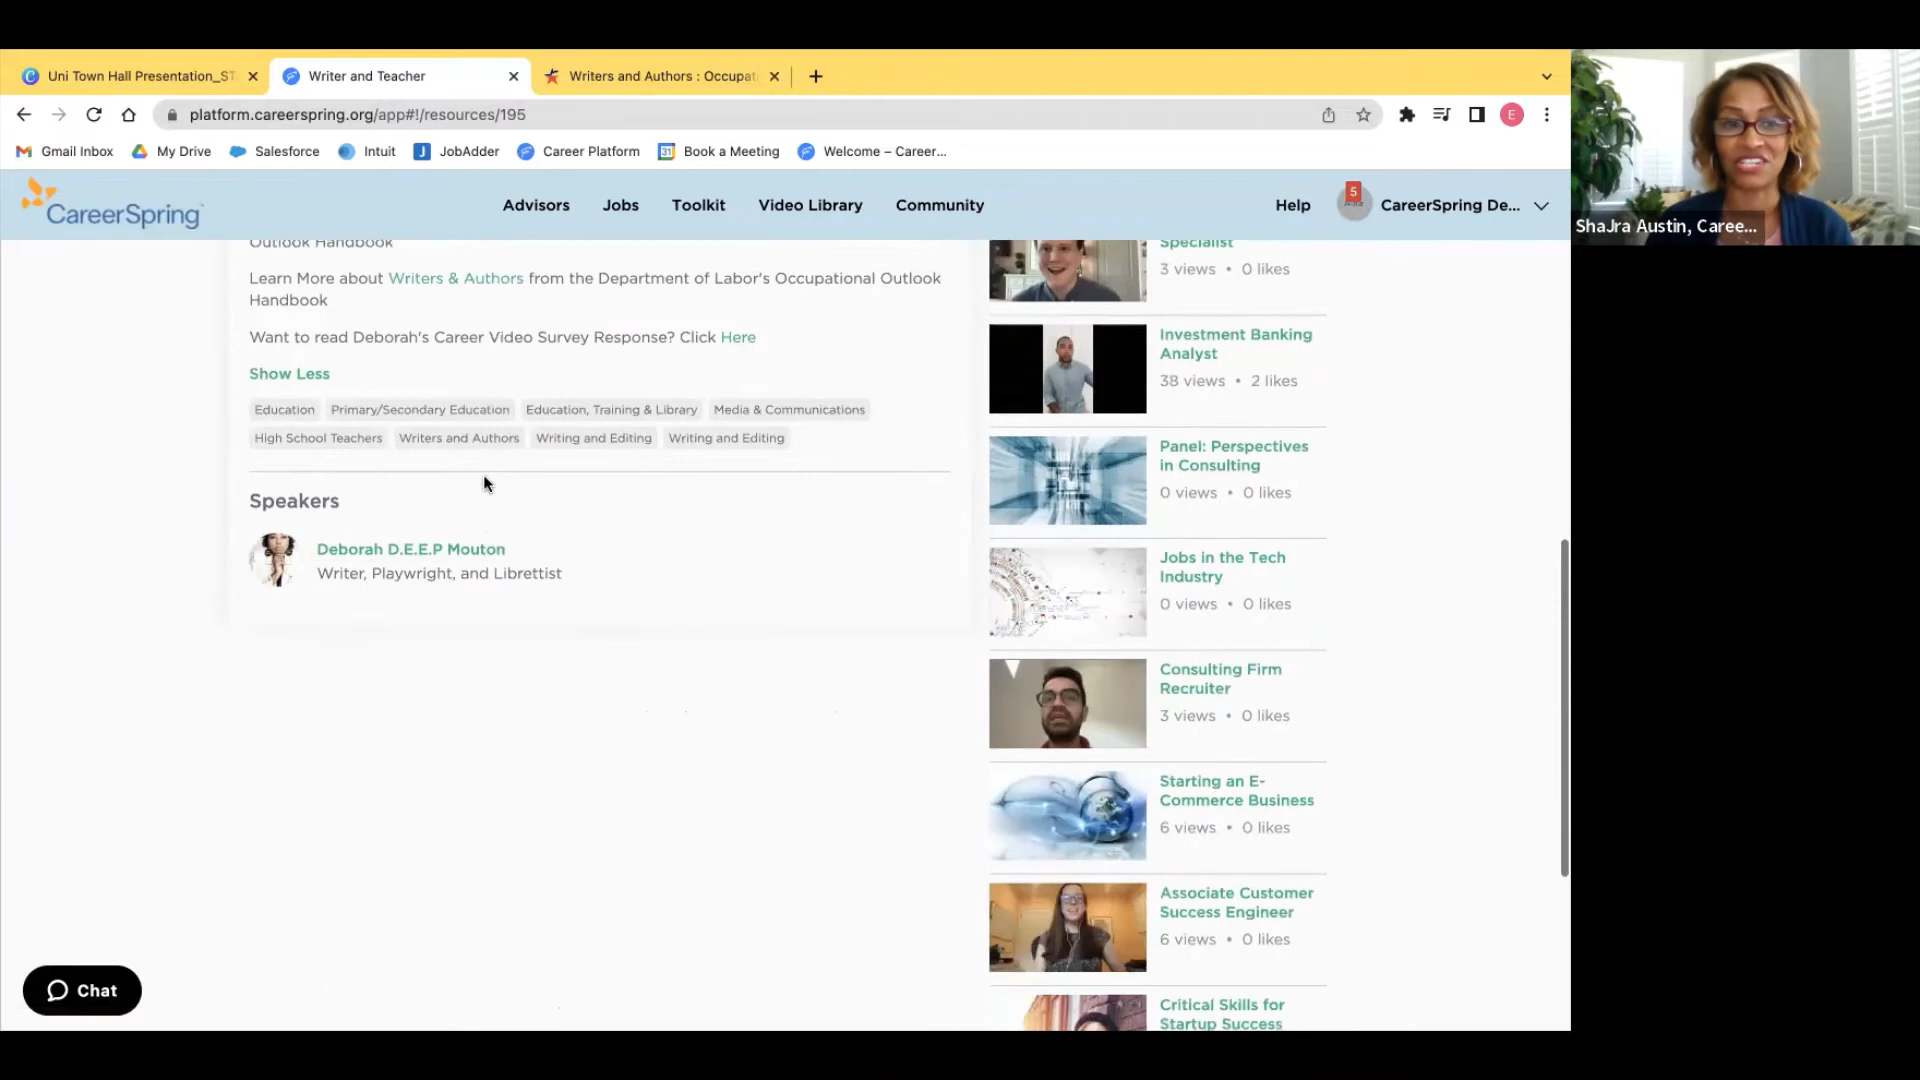 Uni Town Hall Presentation_ST
Writer and Teacher
Writers and Authors : Occupat
platform.careerspring.org/app#!/resources/195
E
Gmail Inbox
My Drive
Salesforce
Intuit
JobAdder
Career Platform
31
Book a Meeting
Welcome – Career...
CareerSpring
Advisors
Jobs
Toolkit
Video Library
Community
Help
5
CareerSpring De...
ShaJra Austin, Caree...
Outlook Handbook
Learn More about Writers & Authors from the Department of Labor's Occupational Outlook
Handbook
Want to read Deborah's Career Video Survey Response? Click Here
Show Less
Education
Primary/Secondary Education
Education, Training & Library
Media & Communications
High School Teachers
Writers and Authors
Writing and Editing
Writing and Editing
Speakers
Deborah D.E.E.P Mouton
Writer, Playwright, and Librettist
Specialist
3 views • 0 likes
Investment Banking
Analyst
38 views • 2 likes
Panel: Perspectives
in Consulting
0 views • 0 likes
Jobs in the Tech
Industry
0 views • 0 likes
Consulting Firm
Recruiter
3 views • 0 likes
Starting an E-
Commerce Business
6 views • 0 likes
Associate Customer
Success Engineer
6 views • 0 likes
Critical Skills for
Startup Success
Chat